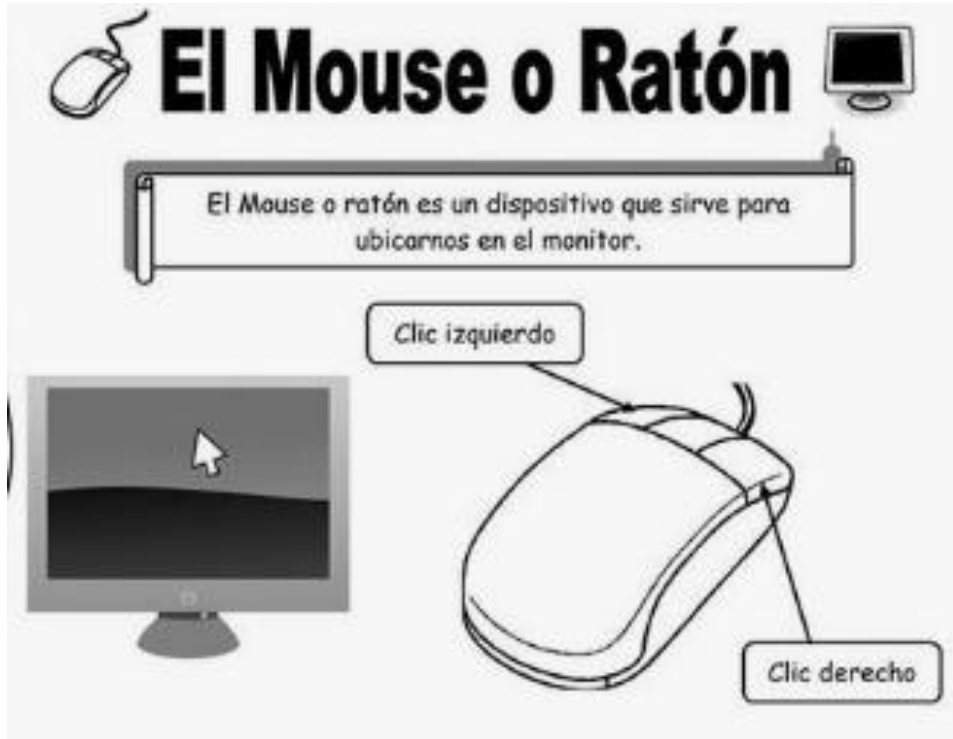 El Mouse o Ratón
El Mouse o ratón es un dispositivo que sirve para
ubicarnos en el monitor.
Clic izquierdo
Clic derecho